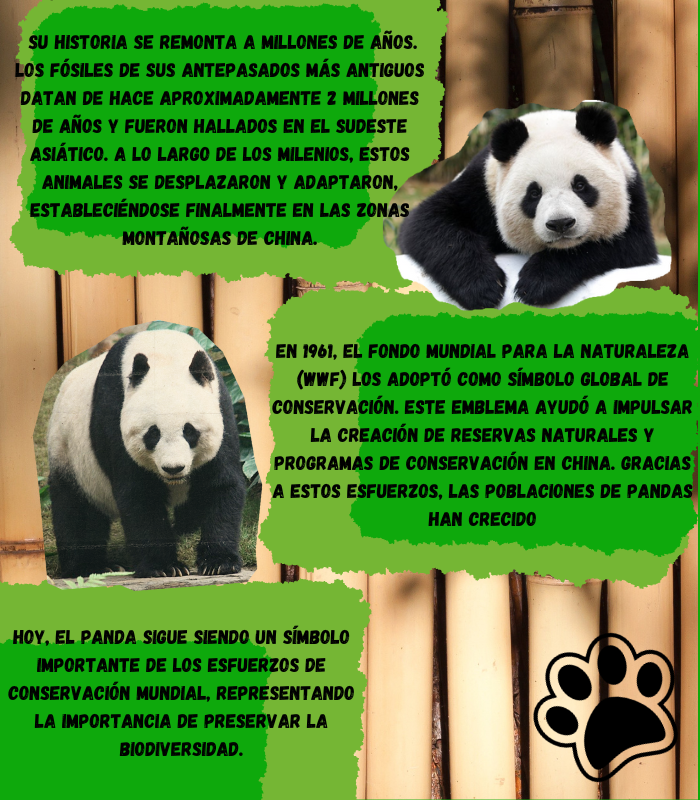 SU HISTORIA SE REMONTA A MILLONES DE AÑOS.
LOS FÓSILES DE SUS ANTEPASADOS MÁS ANTIGUOS
DATAN DE HACE APROXIMADAMENTE 2 MILLONES
DE AÑOS Y FUERON HALLADOS EN EL SUDESTE
ASIÁTICO. A LO LARGO DE LOS MILENIOS, ESTOS
ANIMALES SE DESPLAZARON Y ADAPTARON,
ESTABLECIÉNDOSE FINALMENTE EN LAS ZONAS
MONTAÑOSAS DE CHINA.
EN 1961, EL FONDO MUNDIAL PARA LA NATURALEZA
(WWF) LOS ADOPTÓ COMO SÍMBOLO GLOBAL DE
CONSERVACIÓN. ESTE EMBLEMA AYUDÓ A IMPULSAR
LA CREACIÓN DE RESERVAS NATURALES Y
PROGRAMAS DE CONSERVACIÓN EN CHINA. GRACIAS
A ESTOS ESFUERZOS, LAS POBLACIONES DE PANDAS
HAN CRECIDO
HOY, EL PANDA SIGUE SIENDO UN SÍMBOLO
IMPORTANTE DE LOS ESFUERZOS DE
CONSERVACIÓN MUNDIAL, REPRESENTANDO
LA IMPORTANCIA DE PRESERVAR LA
BIODIVERSIDAD.